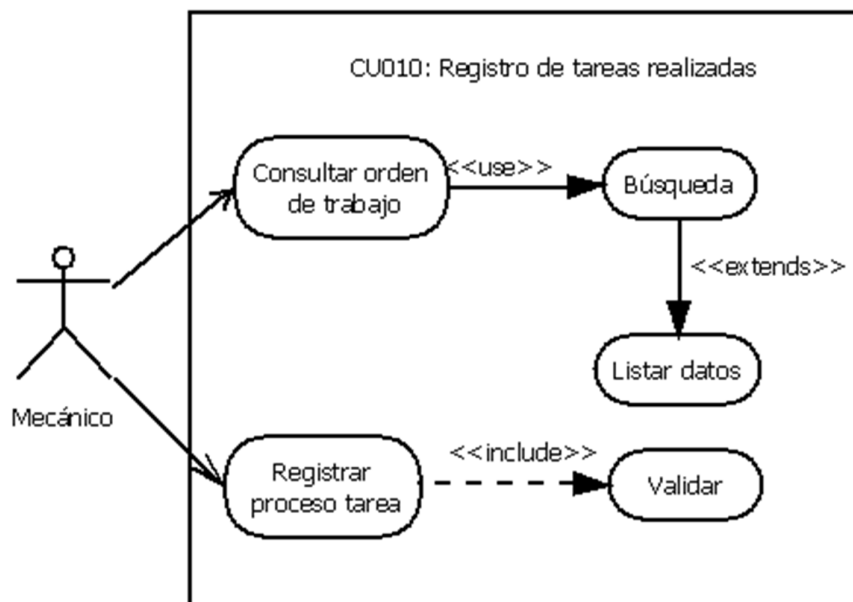 CU010: Registro de tareas realizadas
Consultar orden
de trabajo
<<use>>
Búsqueda
<<extends>>
Listar datos
Mecánico
Registrar
proceso tarea
<<include>>
Validar